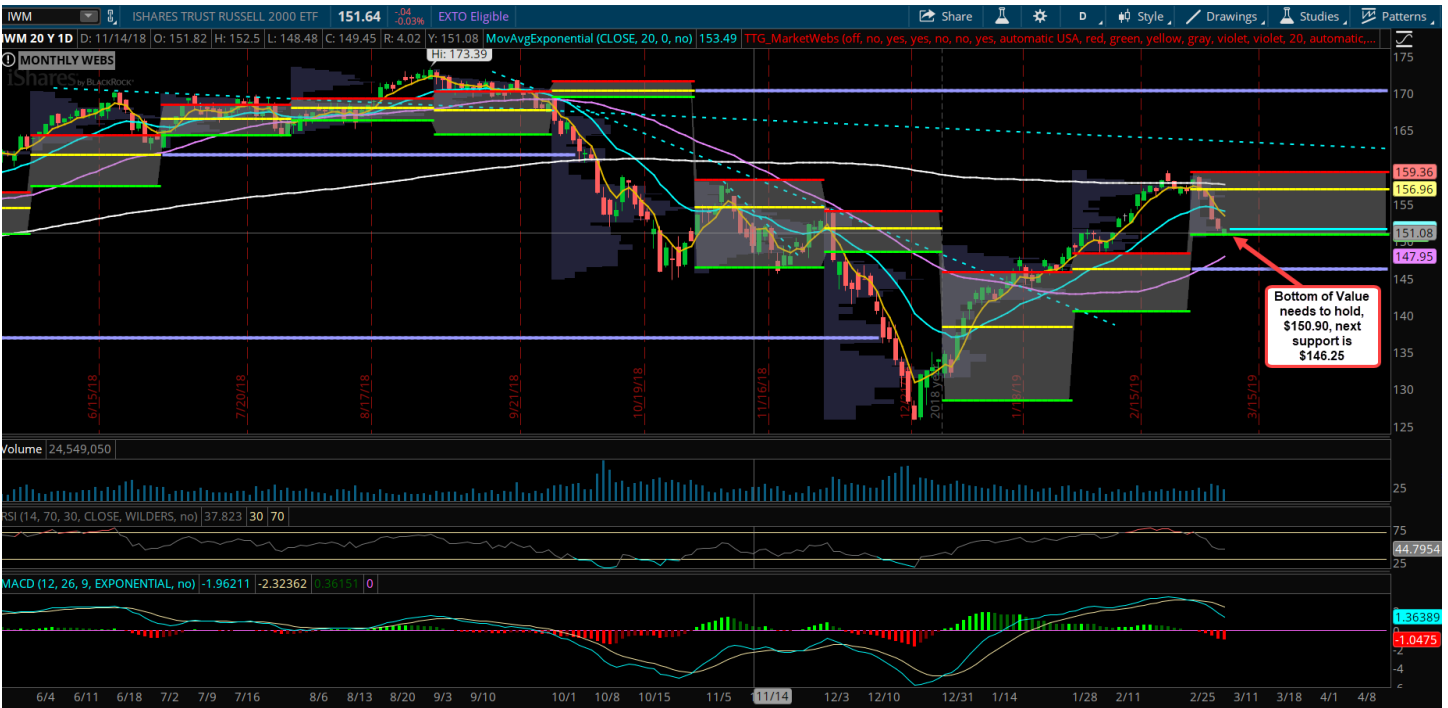 IWM ISHARES TRUST RUSSELL 2000 ETF 151.64 -.04 -0.03% EXTO Eligible Share D Style Drawings Studies Patterns
IWM 20 Y 1D D: 11/14/18 O: 151.82 H: 152.5 L: 148.48 C: 149.45 R: 4.02 Y: 151.08 MovAvgExponential (CLOSE, 20, 0, no) 153.49 TTG_MarketWebs (off, no, yes, yes, no, no, yes, automatic USA, red, green, yellow, gray, violet, violet, 20, automatic,...
MONTHLY WEBS
iShares
by BLACKROCK®
Hi: 173.39
175
170
165
159.36
156.96
155
151.08
147.95
145
140
135
130
125
Bottom of Value
needs to hold,
$150.90, next
support is
$146.25
6/15/18
7/20/18
8/17/18
9/21/18
10/19/18
11/16/18
2018 ye
1/18/19
2/15/19
3/15/19
Volume 24,549,050
25
RSI (14, 70, 30, CLOSE, WILDERS, no) 37.823 30 70
75
44.7954
25
MACD (12, 26, 9, EXPONENTIAL, no) -1.96211 -2.32362 0.36151 0
1.36389
-1.0475
-2
-4
6/4 6/11 6/18 7/2 7/9 7/16 8/6 8/13 8/20 9/3 9/10 10/1 10/8 10/15 11/5 11/14 12/3 12/10 12/31 1/14 1/28 2/11 2/25 3/11 3/18 4/1 4/8